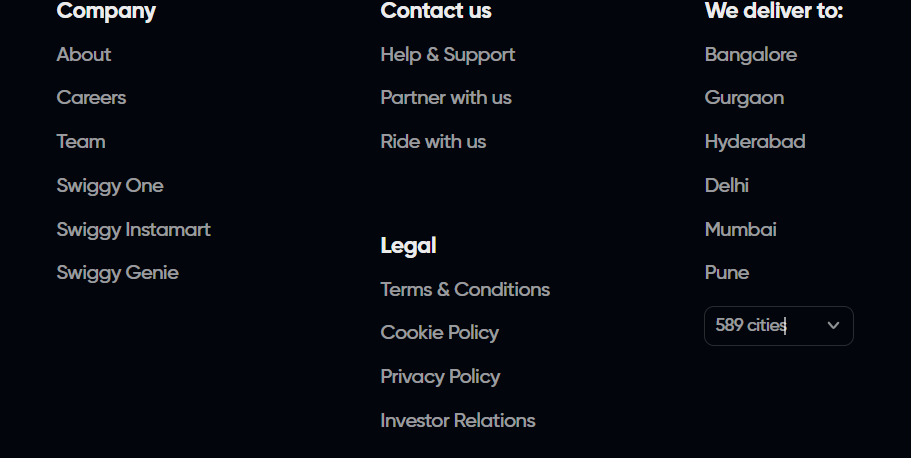 Company
About
Careers
Team
Swiggy One
Swiggy Instamart
Swiggy Genie
Contact us
Help & Support
Partner with us
Ride with us
Legal
Terms & Conditions
Cookie Policy
Privacy Policy
Investor Relations
We deliver to:
Bangalore
Gurgaon
Hyderabad
Delhi
Mumbai
Pune
589 cities